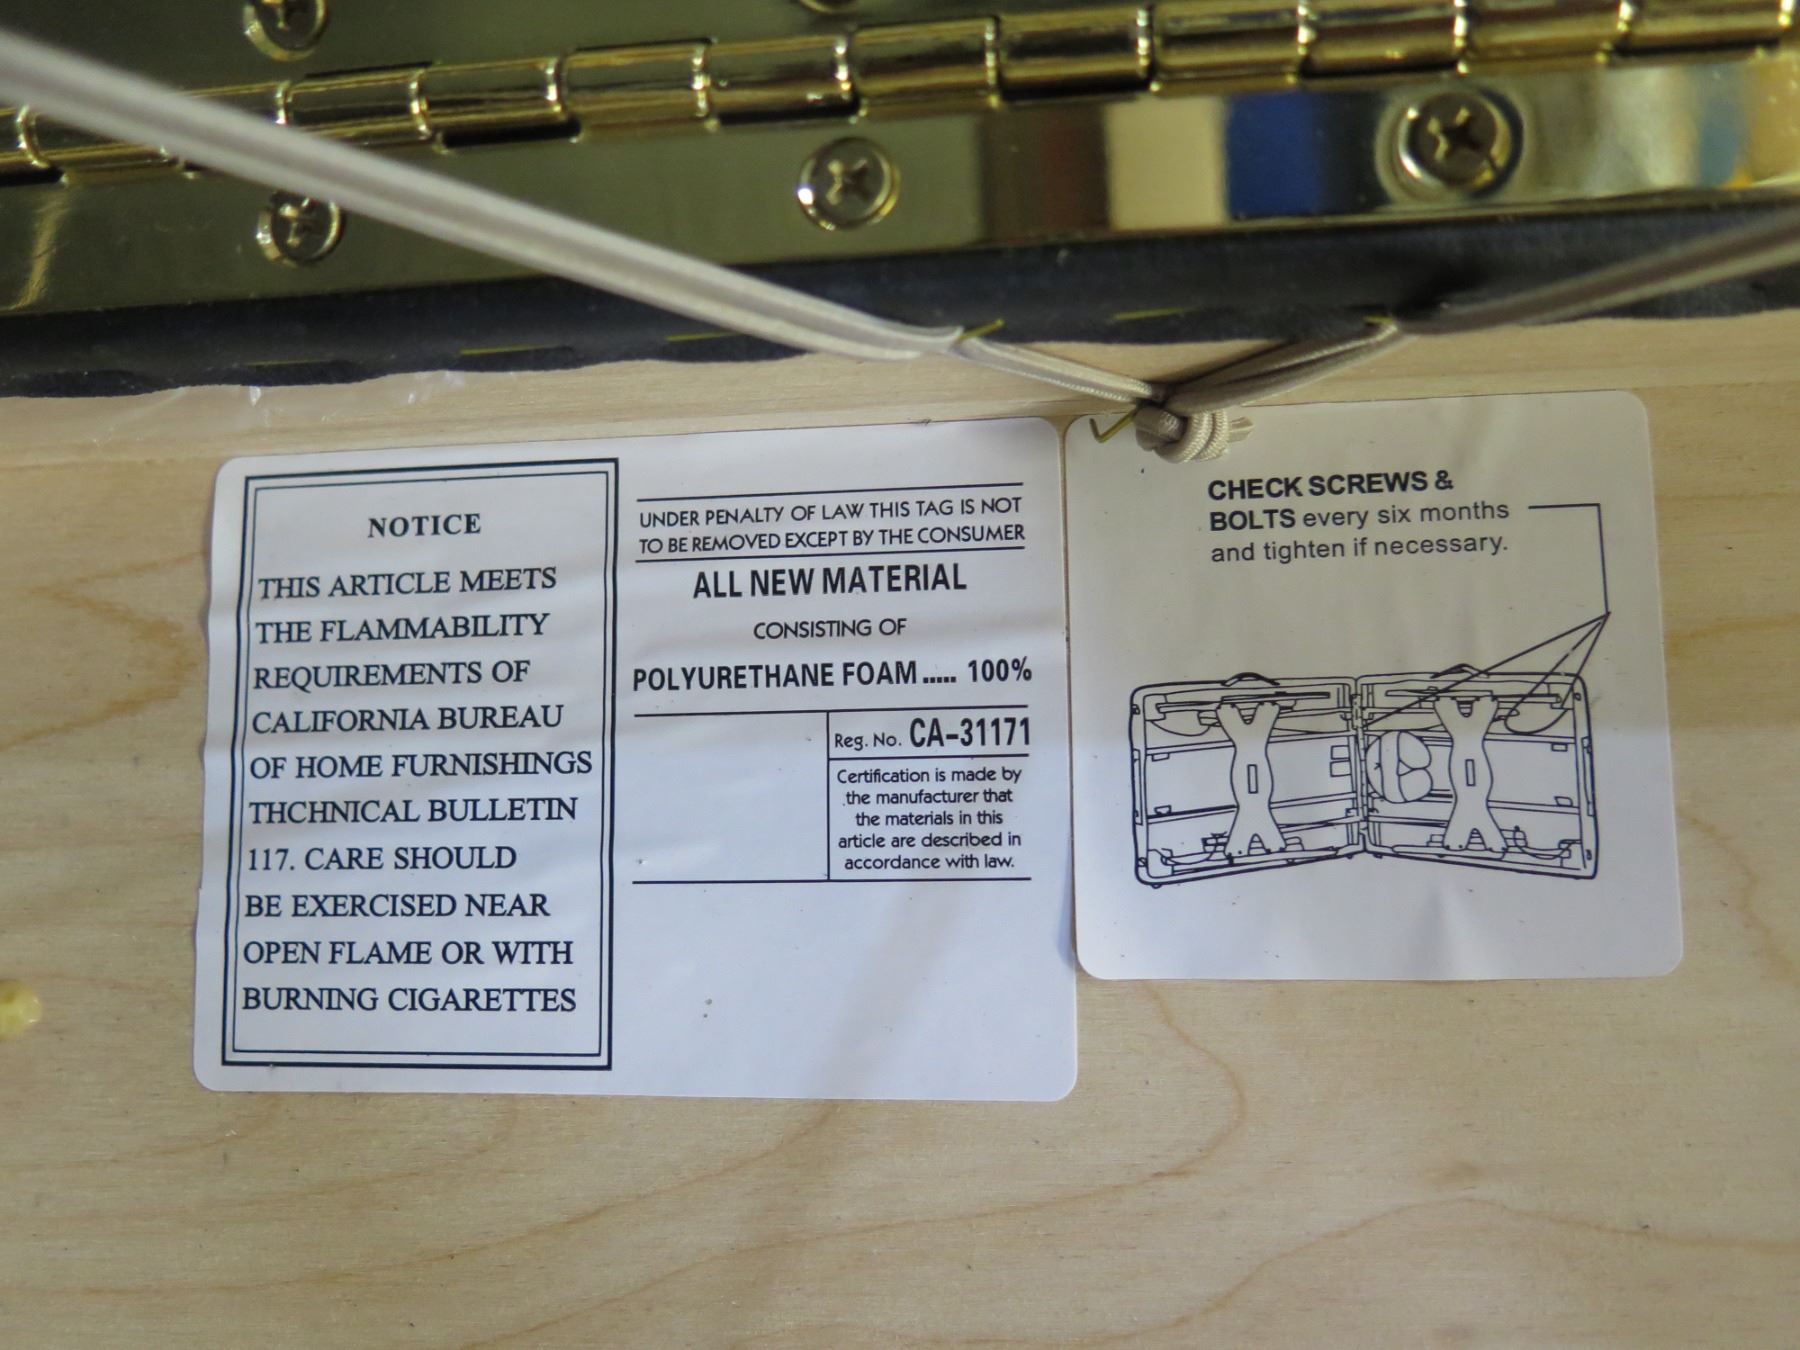 NOTICE
THIS ARTICLE MEETS
THE FLAMMABILITY
REQUIREMENTS OF
CALIFORNIA BUREAU
OF HOME FURNISHINGS
THCHNICAL BULLETIN
117. CARE SHOULD
BE EXERCISED NEAR
OPEN FLAME OR WITH
BURNING CIGARETTES
UNDER PENALTY OF LAW THIS TAG IS NOT
TO BE REMOVED EXCEPT BY THE CONSUMER
ALL NEW MATERIAL
CONSISTING OF
POLYURETHANE FOAM ..... 100%
Reg. No. CA-31171
Certification is made by
the manufacturer that
the materials in this
article are described in
accordance with law.
CHECK SCREWS &
BOLTS every six months
and tighten if necessary.